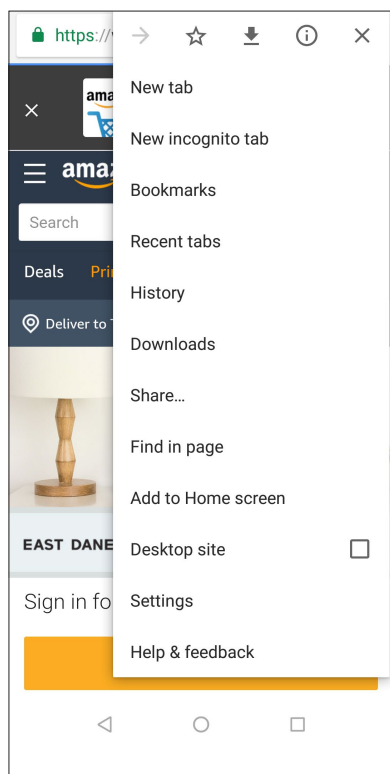 https://
New tab
ama
New incognito tab
Bookmarks
Search
Recent tabs
Deals
History
Deliver to
Downloads
Share…
Find in page
Add to Home screen
EAST DANE
Desktop site
Sign in fo
Settings
Help & feedback